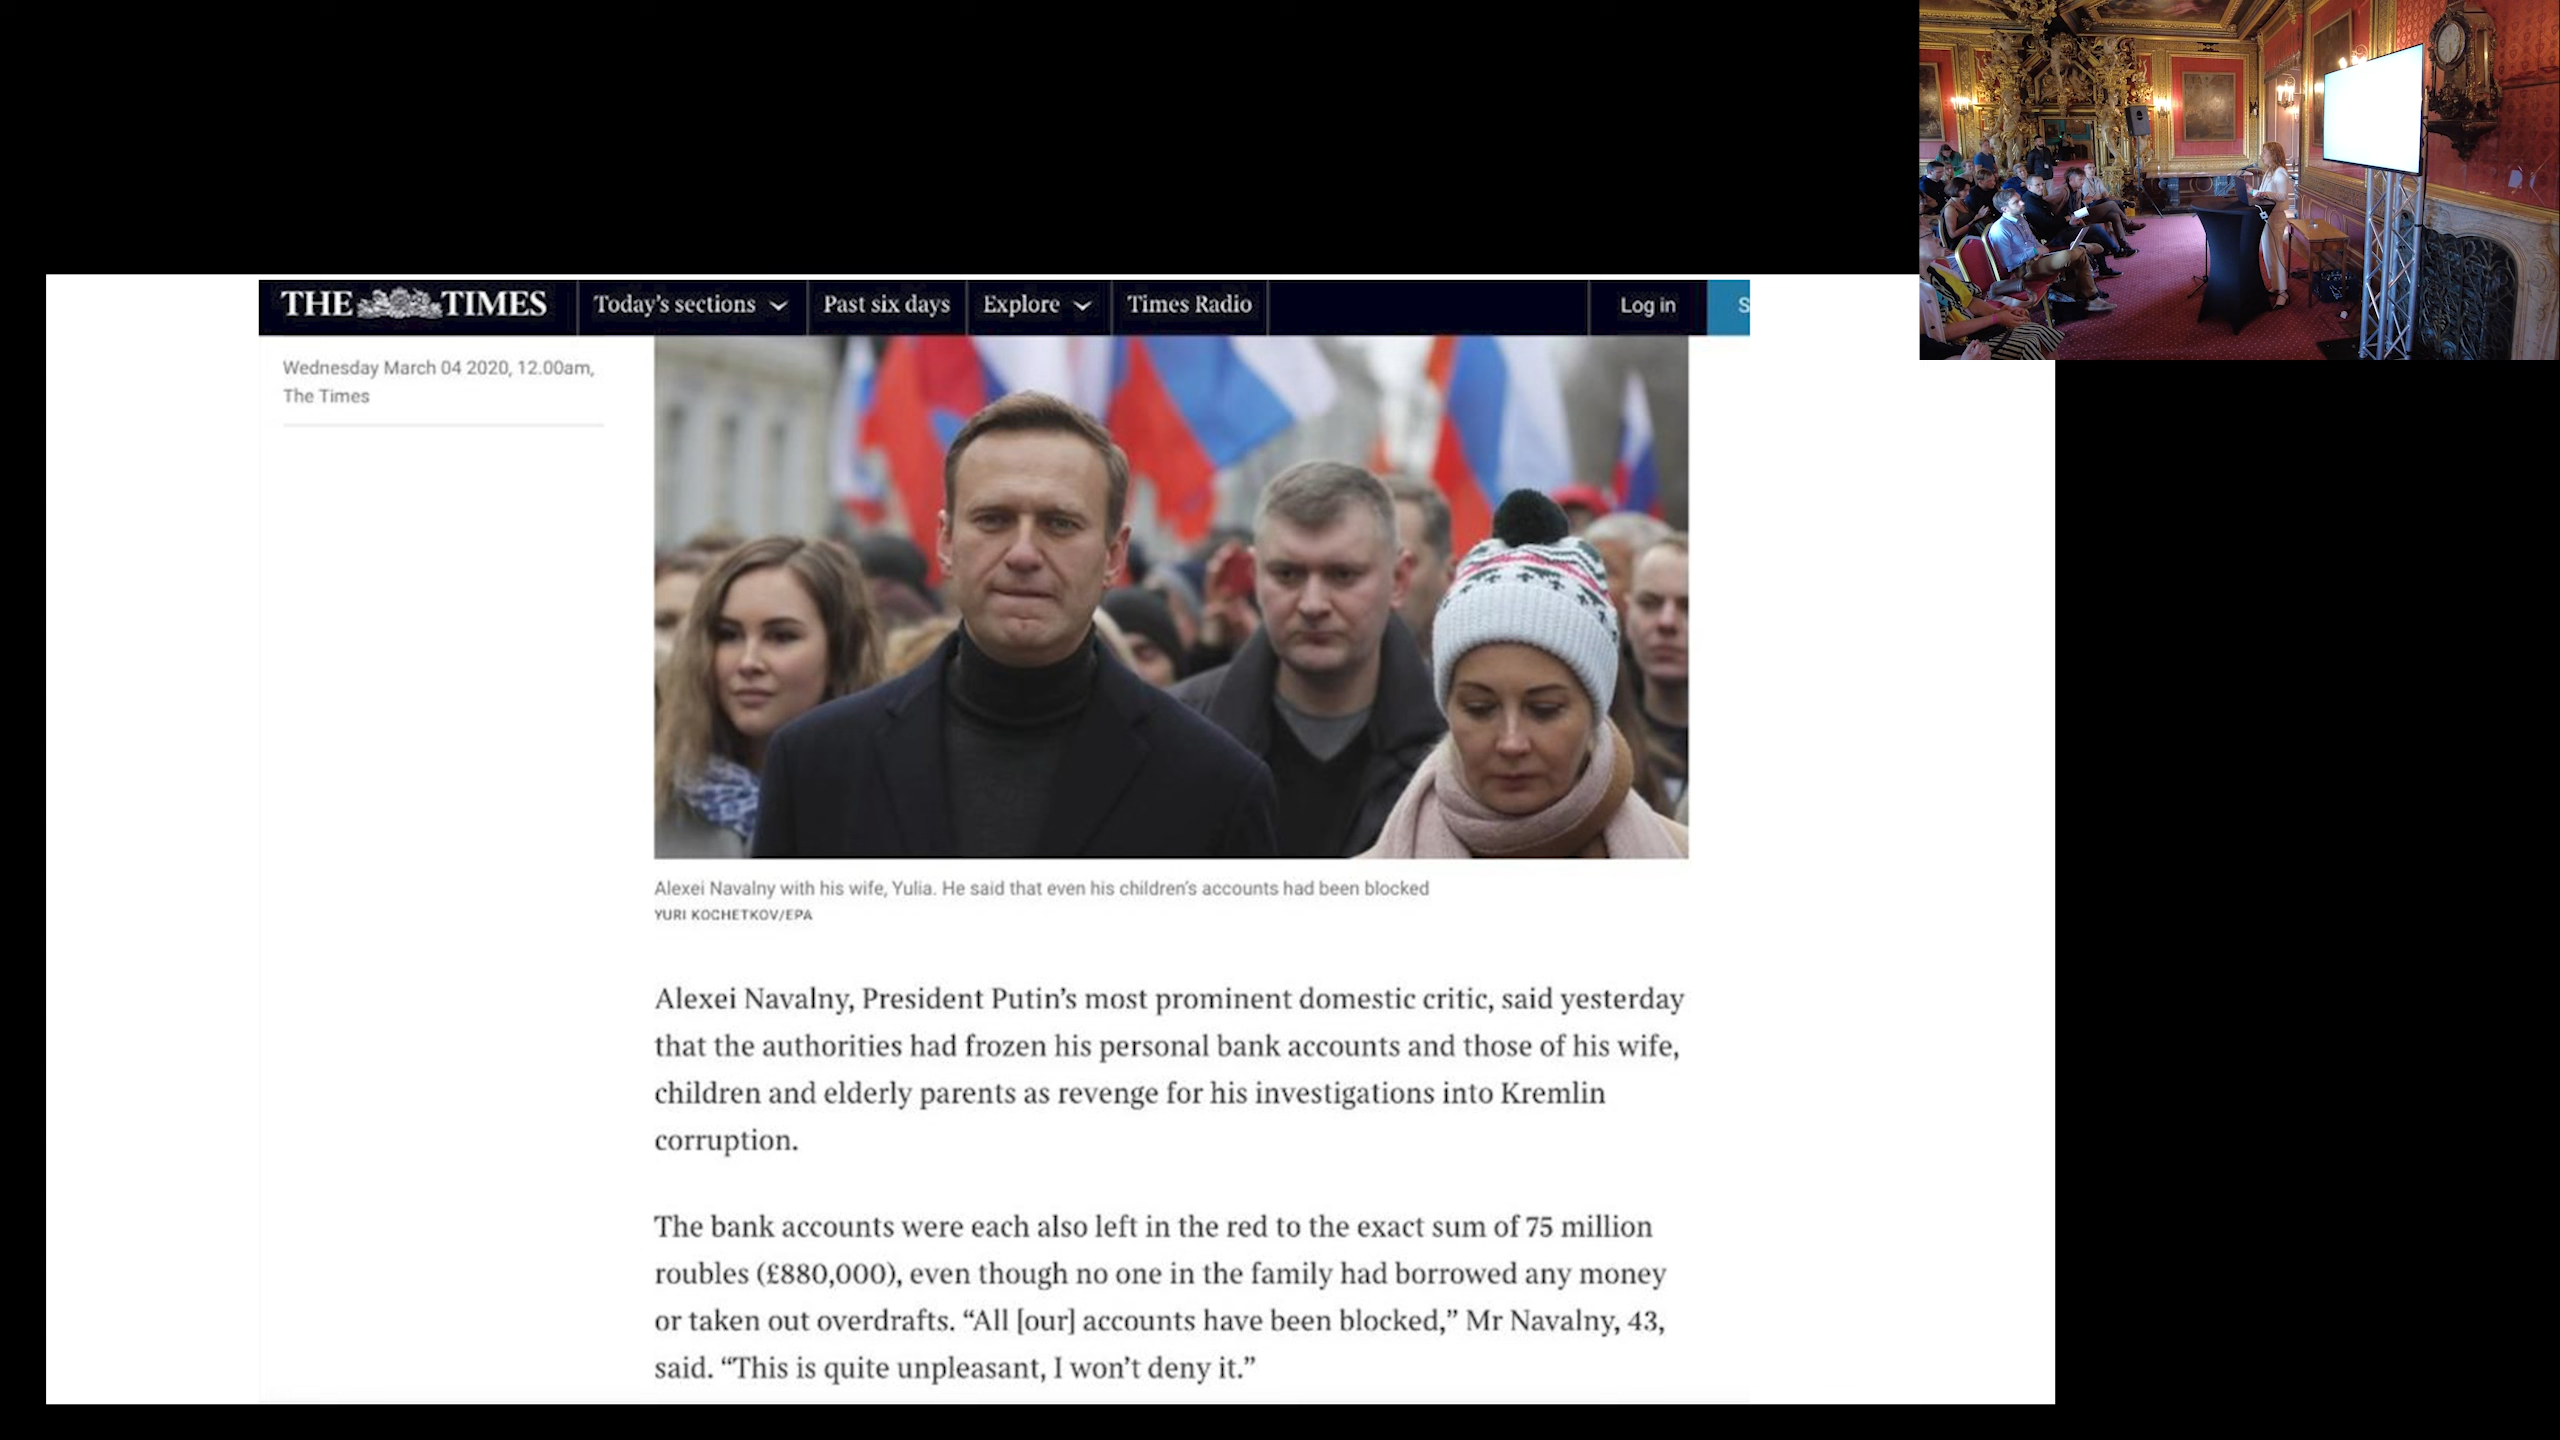 THE TIMES
Today's sections
Past six days
Explore
Times Radio
Log in
S
Wednesday March 04 2020, 12.00am,
The Times
Alexei Navalny with his wife, Yulia. He said that even his children's accounts had been blocked
YURI KOCHETKOV/EPA
Alexei Navalny, President Putin’s most prominent domestic critic, said yesterday
that the authorities had frozen his personal bank accounts and those of his wife,
children and elderly parents as revenge for his investigations into Kremlin
corruption.
The bank accounts were each also left in the red to the exact sum of 75 million
roubles (£880,000), even though no one in the family had borrowed any money
or taken out overdrafts. “All [our] accounts have been blocked,” Mr Navalny, 43,
said. “This is quite unpleasant, I won’t deny it.”